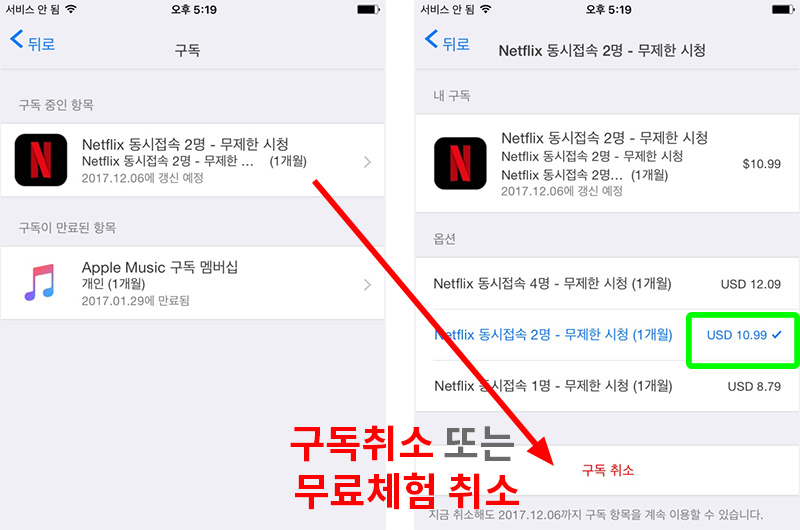 서비스 안 됨
오후 5:19
뒤로
구독
구독 중인 항목
Netflix 동시접속 2명 - 무제한 시청
Netflix 동시접속 2명 - 무제한 ... (1개월)
2017.12.06에 갱신 예정
구독이 만료된 항목
Apple Music 구독 멤버십
개인 (1개월)
2017.01.29에 만료됨
서비스 안 됨
오후 5:19
뒤로
Netflix 동시접속 2명 - 무제한 시청
내 구독
Netflix 동시접속 2명 - 무제한 시청
Netflix 동시접속 2명 - 무제한 시청
Netflix 동시접속 2명... (1개월)
$10.99
2017.12.06에 갱신 예정
옵션
Netflix 동시접속 4명 - 무제한 시청 (1개월) USD 12.09
Netflix 동시접속 2명 - 무제한 시청 (1개월) USD 10.99
Netflix 동시접속 1명 - 무제한 시청 (1개월) USD 8.79
구독 취소
지금 취소해도 2017.12.06까지 구독 항목을 계속 이용할 수 있습니다.
구독취소 또는
무료체험 취소